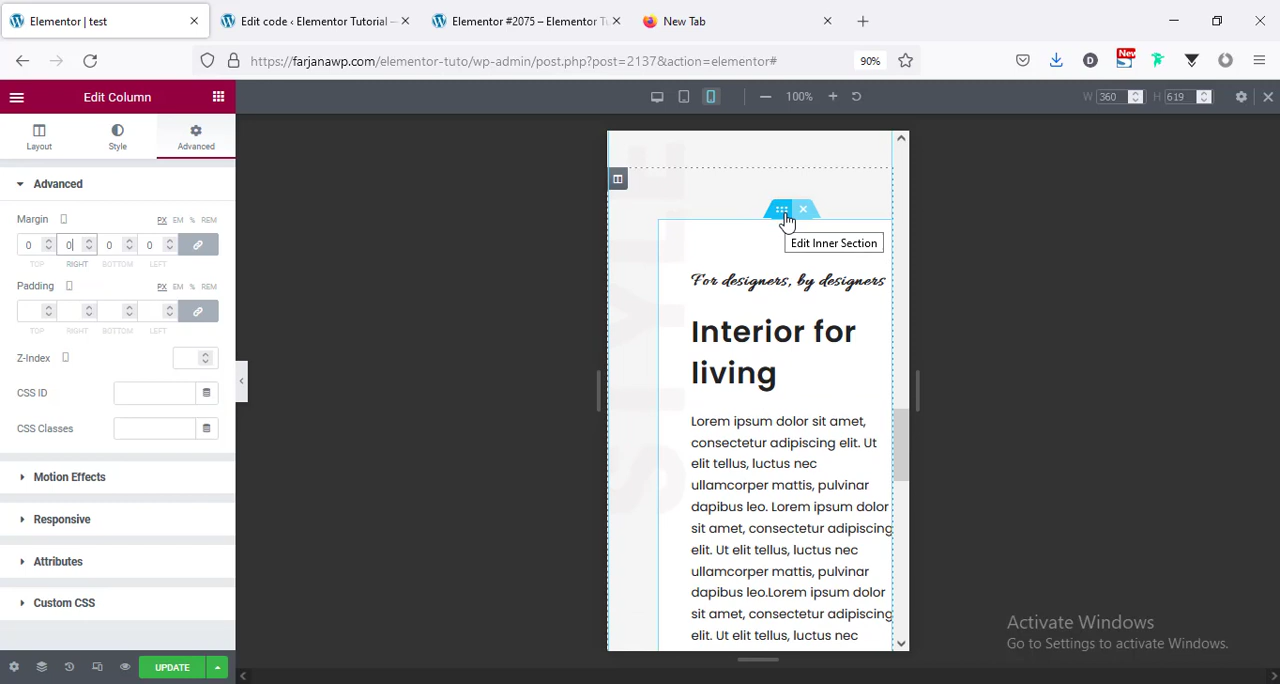 Elementor | test
Edit code ‹ Elementor Tutorial —
Elementor #2075 – Elementor Tu
New Tab
https://farjanawp.com/elementor-tuto/wp-admin/post.php?post=2137&action=elementor#
90%
D
New
Edit Column
100%
W 360
H 619
Layout
Style
Advanced
Advanced
Margin
PX EM % REM
0 0 0 0
TOP RIGHT BOTTOM LEFT
Padding
PX EM % REM
TOP RIGHT BOTTOM LEFT
Z-Index
CSS ID
CSS Classes
Motion Effects
Responsive
Attributes
Custom CSS
UPDATE
STYLE
Edit Inner Section
For designers, by designers
Interior for
living
Lorem ipsum dolor sit amet,
consectetur adipiscing elit. Ut
elit tellus, luctus nec
ullamcorper mattis, pulvinar
dapibus leo. Lorem ipsum dolor
sit amet, consectetur adipiscing
elit. Ut elit tellus, luctus nec
ullamcorper mattis, pulvinar
dapibus leo.Lorem ipsum dolor
sit amet, consectetur adipiscing
elit. Ut elit tellus, luctus nec
Activate Windows
Go to Settings to activate Windows.